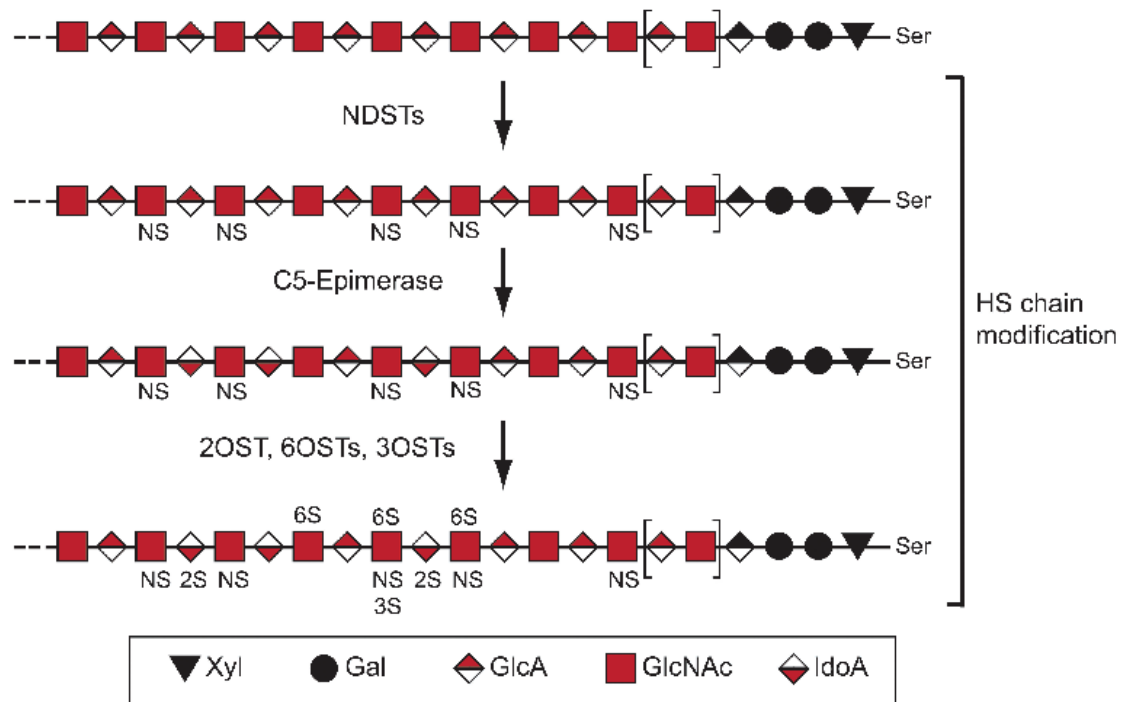 Ser
NDSTs
Ser
NS NS NS NS NS
C5-Epimerase
HS chain
modification
Ser
NS NS NS NS NS
2OST, 6OSTs, 3OSTs
6S 6S 6S
Ser
NS 2S NS NS 2S NS NS
3S
Xyl Gal GlcA GlcNAc IdoA